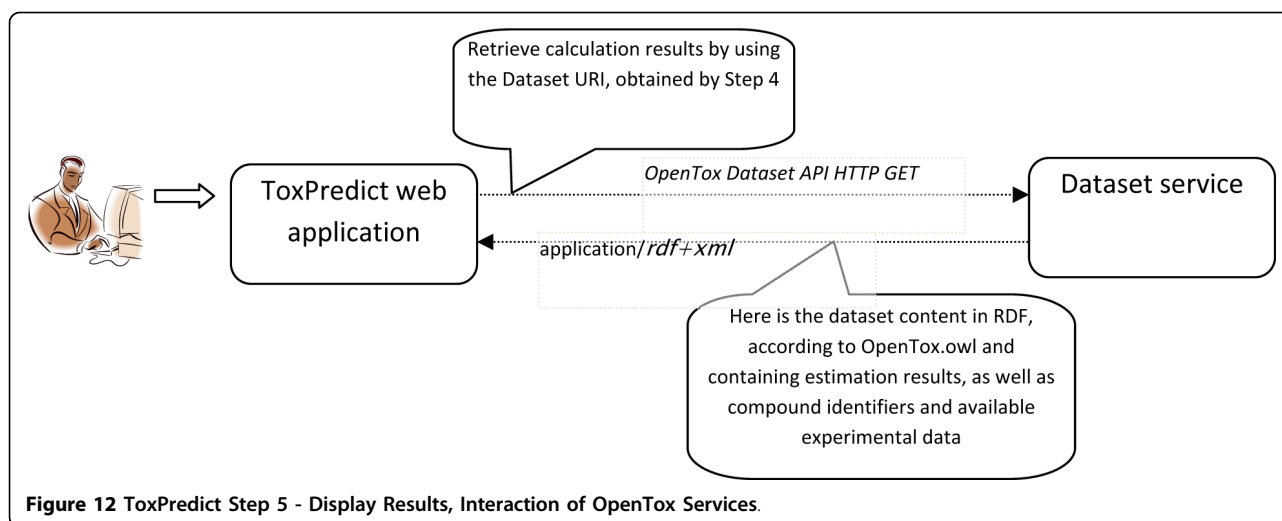 Retrieve calculation results by using
the Dataset URI, obtained by Step 4
OpenTox Dataset API HTTP GET
ToxPredict web
application
Dataset service
application/rdf+xml
Here is the dataset content in RDF,
according to OpenTox.owl and
containing estimation results, as well as
compound identifiers and available
experimental data
Figure 12 ToxPredict Step 5 - Display Results, Interaction of OpenTox Services.